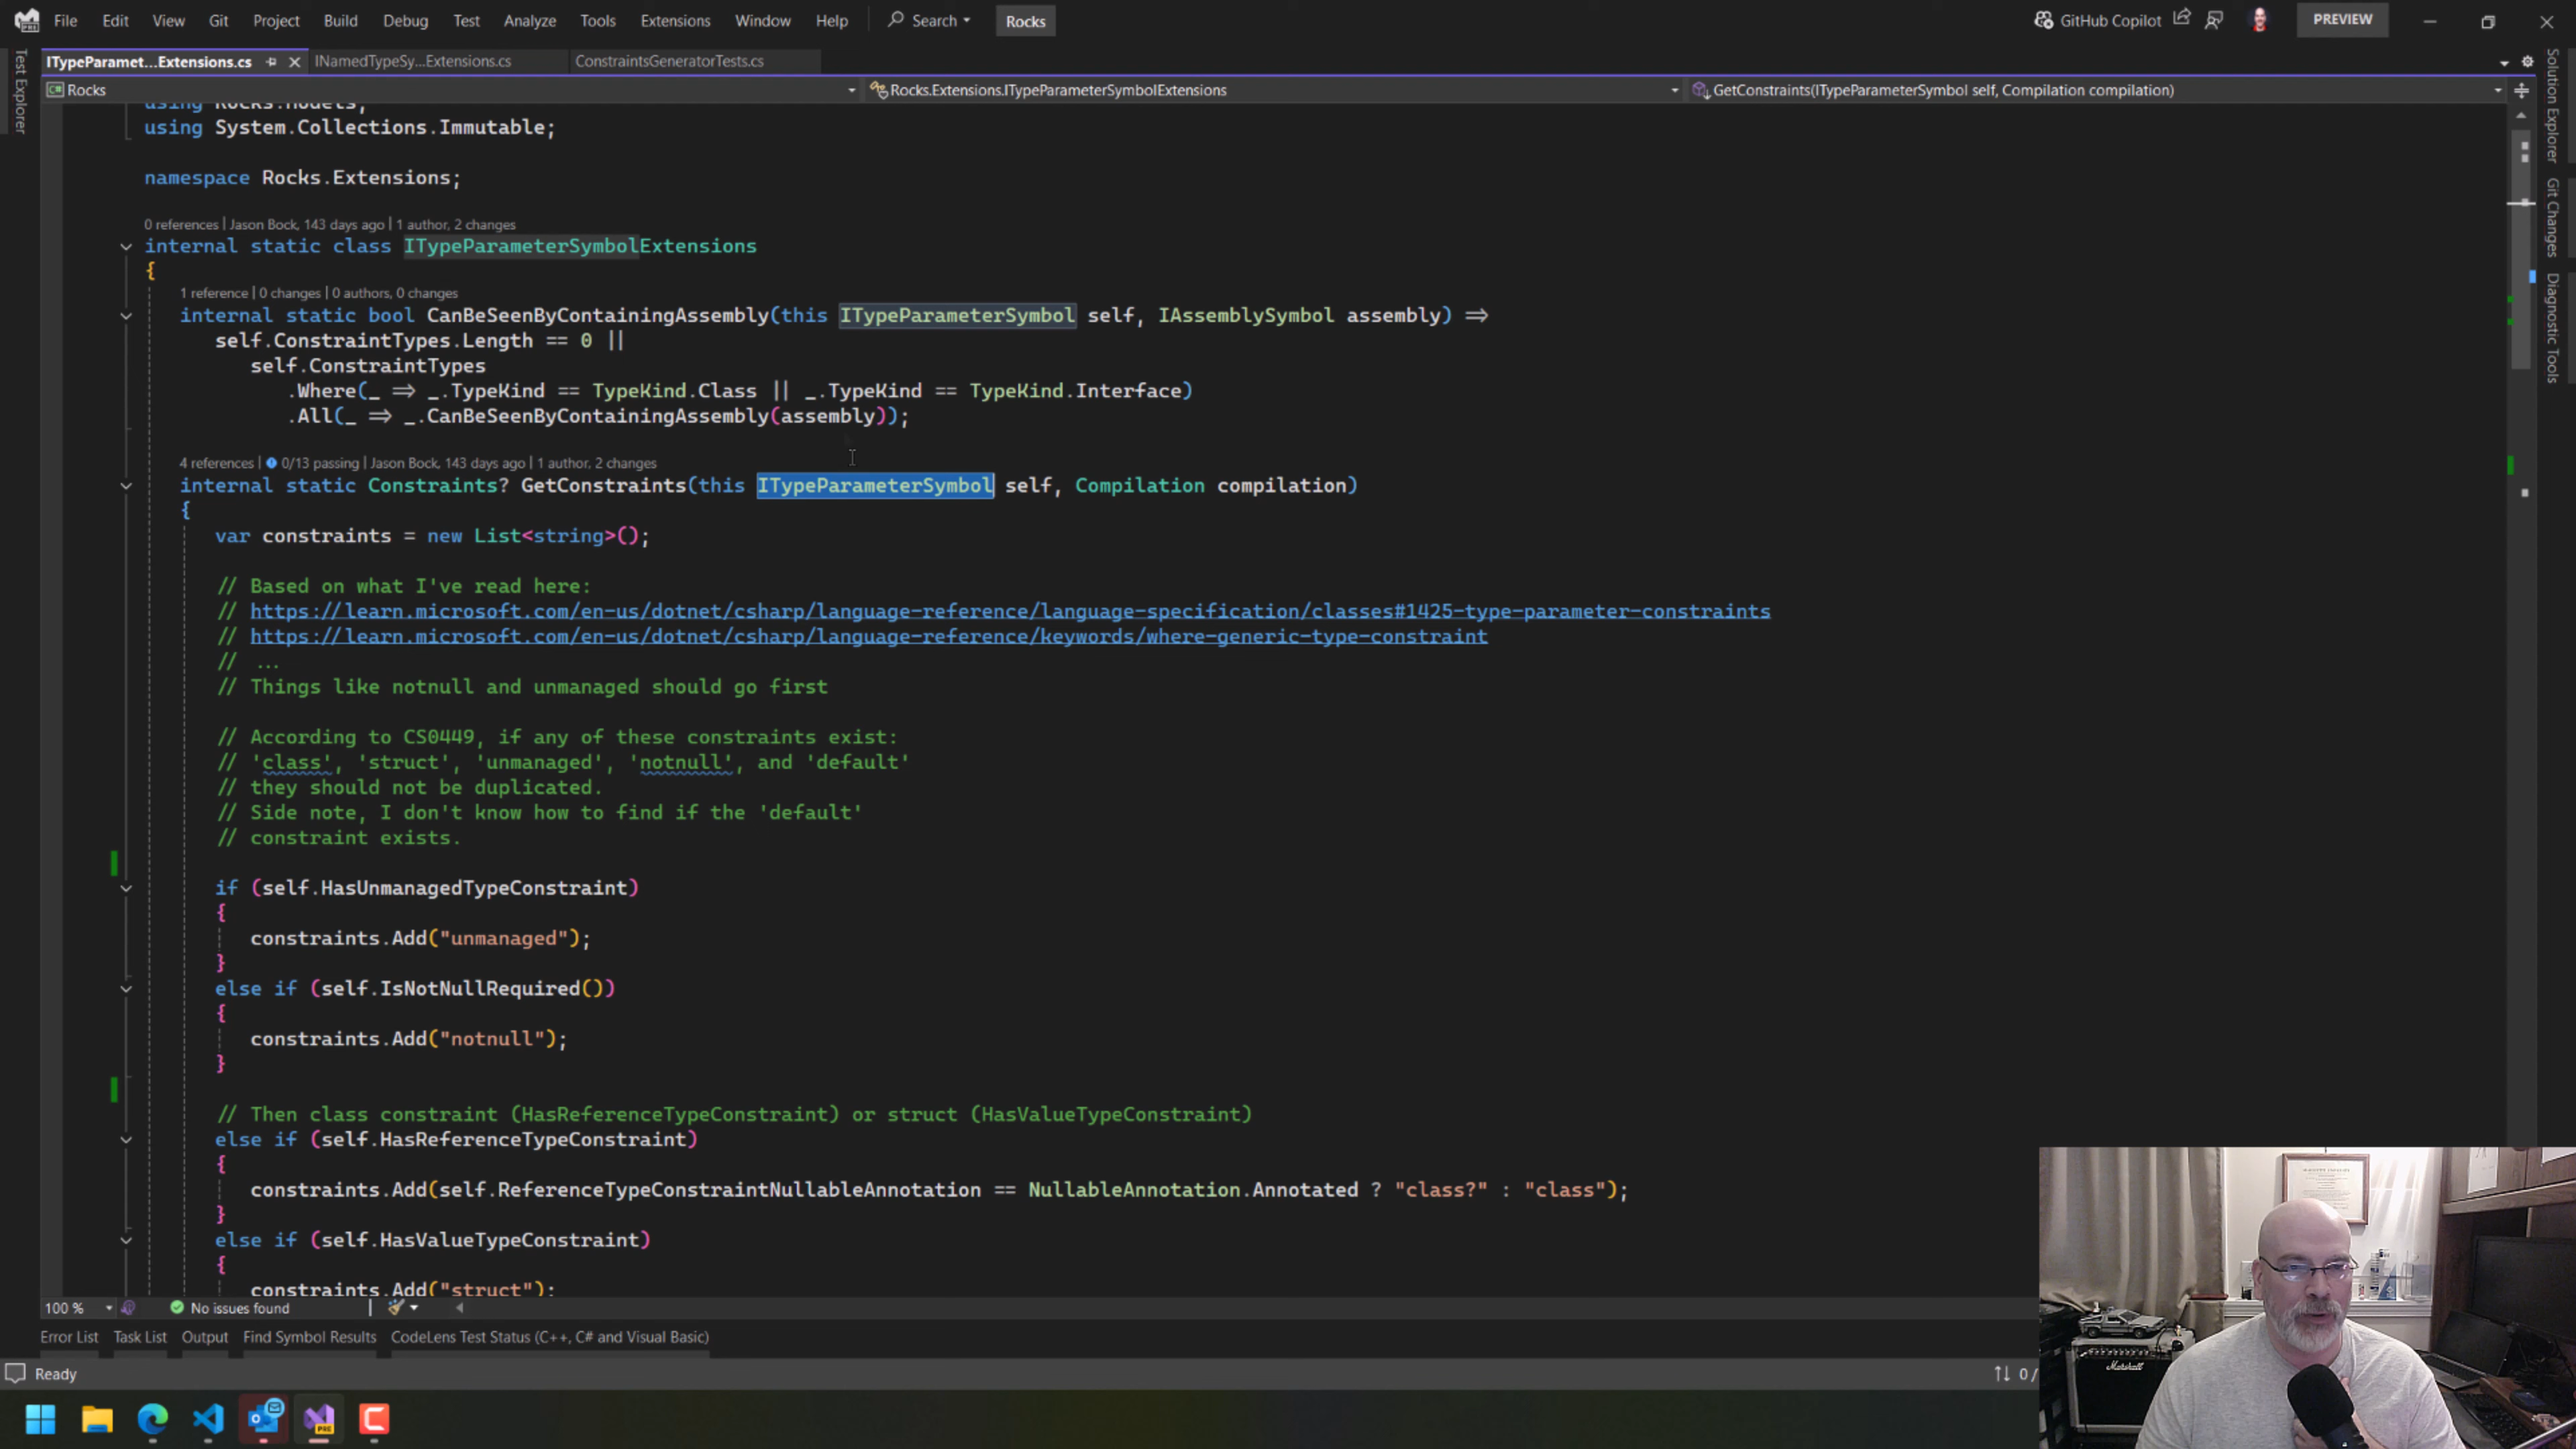 File Edit View Git Project Build Debug Test Analyze Tools Extensions Window Help Search Rocks GitHub Copilot PREVIEW
ITypeParamet...Extensions.cs INamedTypeSy...Extensions.cs ConstraintsGeneratorTests.cs
Rocks Rocks.Extensions.ITypeParameterSymbolExtensions GetConstraints(ITypeParameterSymbol self, Compilation compilation)
Test Explorer
Solution Explorer
Git Changes
Diagnostic Tools
using Rocks.Models;
using System.Collections.Immutable;
namespace Rocks.Extensions;
0 references | Jason Bock, 143 days ago | 1 author, 2 changes
internal static class ITypeParameterSymbolExtensions
{
1 reference | 0 changes | 0 authors, 0 changes
internal static bool CanBeSeenByContainingAssembly(this ITypeParameterSymbol self, IAssemblySymbol assembly) =>
self.ConstraintTypes.Length == 0 ||
self.ConstraintTypes
.Where(_ => _.TypeKind == TypeKind.Class || _.TypeKind == TypeKind.Interface)
.All(_ => _.CanBeSeenByContainingAssembly(assembly));
4 references | 0/13 passing | Jason Bock, 143 days ago | 1 author, 2 changes
internal static Constraints? GetConstraints(this ITypeParameterSymbol self, Compilation compilation)
{
var constraints = new List<string>();
// Based on what I've read here:
// https://learn.microsoft.com/en-us/dotnet/csharp/language-reference/language-specification/classes#1425-type-parameter-constraints
// https://learn.microsoft.com/en-us/dotnet/csharp/language-reference/keywords/where-generic-type-constraint
// ...
// Things like notnull and unmanaged should go first
// According to CS0449, if any of these constraints exist:
// 'class', 'struct', 'unmanaged', 'notnull', and 'default'
// they should not be duplicated.
// Side note, I don't know how to find if the 'default'
// constraint exists.
if (self.HasUnmanagedTypeConstraint)
{
constraints.Add("unmanaged");
}
else if (self.IsNotNullRequired())
{
constraints.Add("notnull");
}
// Then class constraint (HasReferenceTypeConstraint) or struct (HasValueTypeConstraint)
else if (self.HasReferenceTypeConstraint)
{
constraints.Add(self.ReferenceTypeConstraintNullableAnnotation == NullableAnnotation.Annotated ? "class?" : "class");
}
else if (self.HasValueTypeConstraint)
{
constraints.Add("struct");
100 % No issues found
Error List Task List Output Find Symbol Results CodeLens Test Status (C++, C# and Visual Basic)
Ready 0/
Marshall